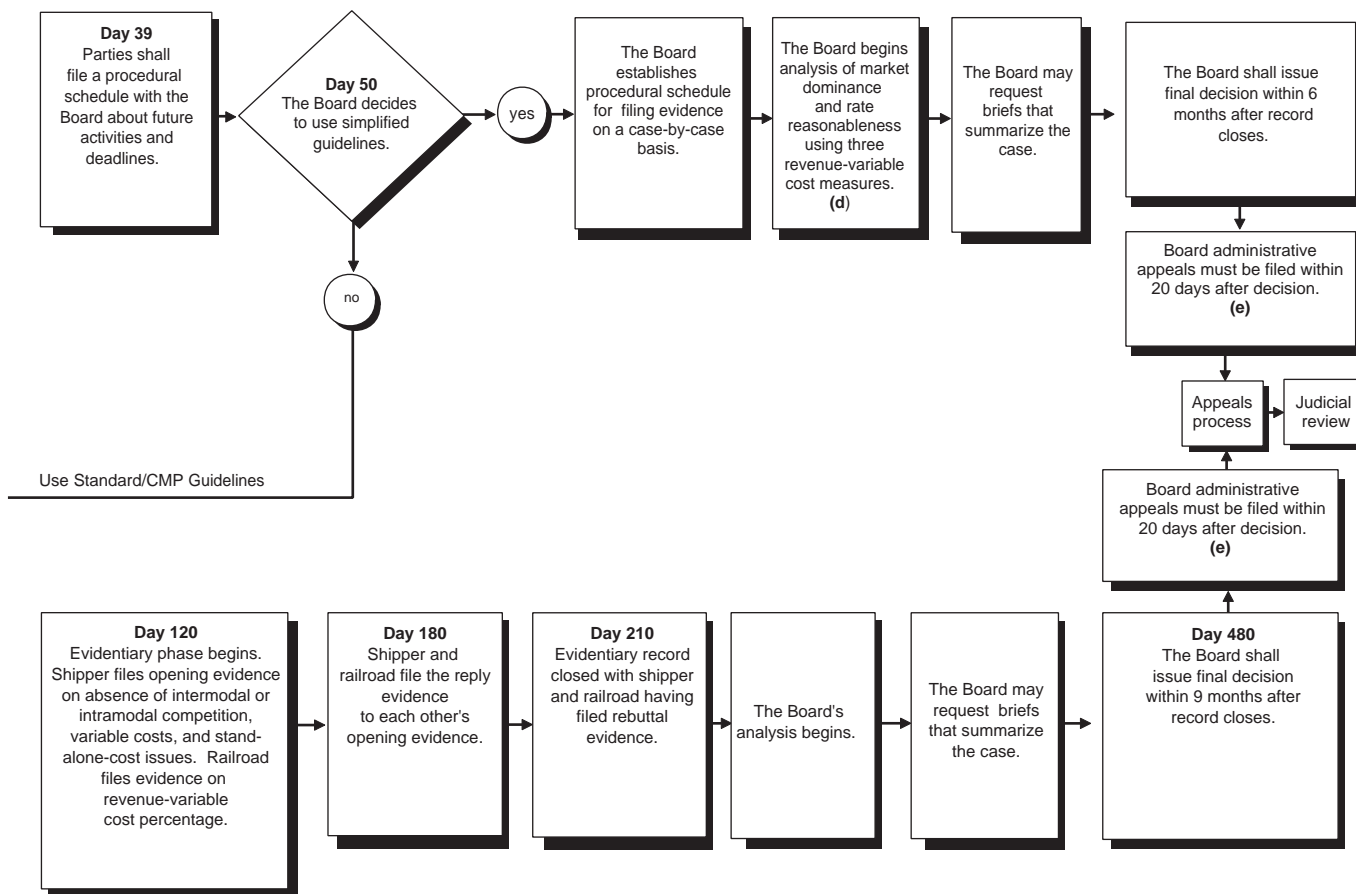 Day 39
Parties shall
file a procedural
schedule with the
Board about future
activities and
deadlines.
Day 50
The Board decides
to use simplified
guidelines.
yes
The Board
establishes
procedural schedule
for filing evidence
on a case-by-case
basis.
The Board begins
analysis of market
dominance
and rate
reasonableness
using three
revenue-variable
cost measures.
(d)
The Board may
request
briefs that
summarize the
case.
The Board shall issue
final decision within 6
months after record
closes.
no
Board administrative
appeals must be filed within
20 days after decision.
(e)
Appeals
process
Judicial
review
Use Standard/CMP Guidelines
Board administrative
appeals must be filed within
20 days after decision.
(e)
Day 120
Evidentiary phase begins.
Shipper files opening evidence
on absence of intermodal or
intramodal competition,
variable costs, and stand-
alone-cost issues. Railroad
files evidence on
revenue-variable
cost percentage.
Day 180
Shipper and
railroad file the reply
evidence
to each other's
opening evidence.
Day 210
Evidentiary record
closed with shipper
and railroad having
filed rebuttal
evidence.
The Board's
analysis begins.
The Board may
request briefs
that summarize
the case.
Day 480
The Board shall
issue final decision
within 9 months after
record closes.